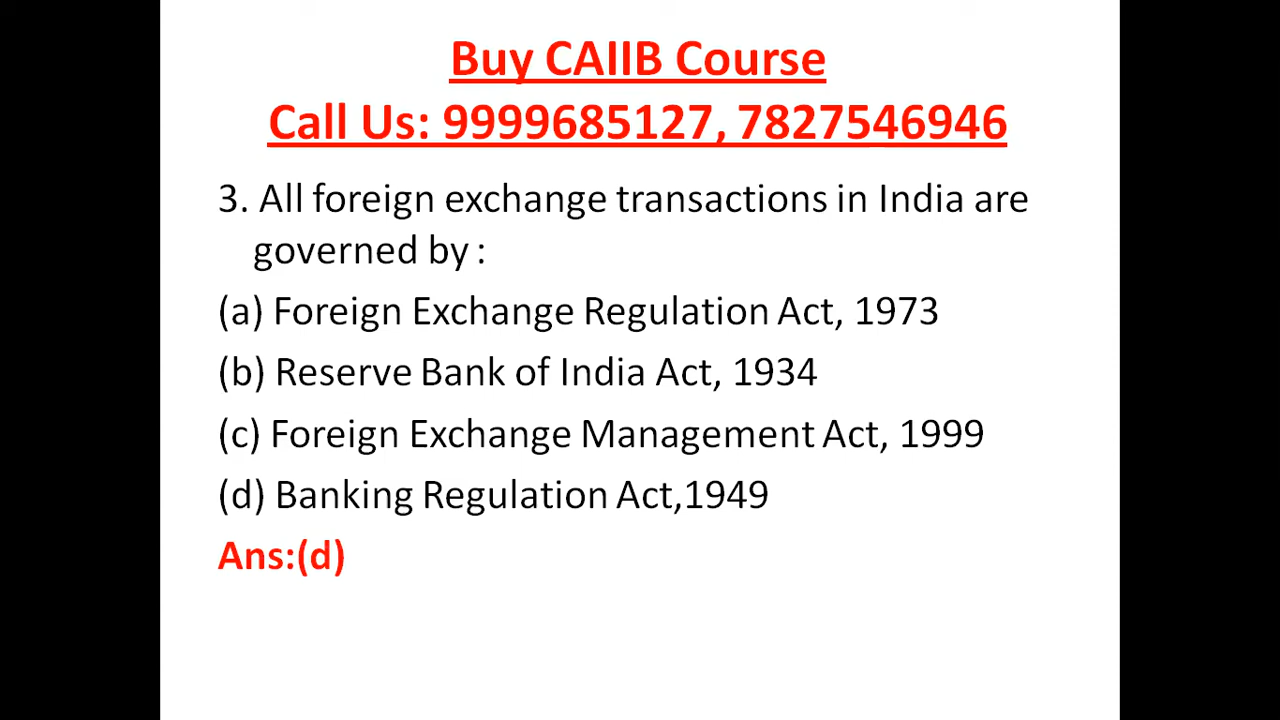 Buy CAIIB Course
Call Us: 9999685127, 7827546946
3. All foreign exchange transactions in India are
governed by :
(a) Foreign Exchange Regulation Act, 1973
(b) Reserve Bank of India Act, 1934
(c) Foreign Exchange Management Act, 1999
(d) Banking Regulation Act,1949
Ans:(d)